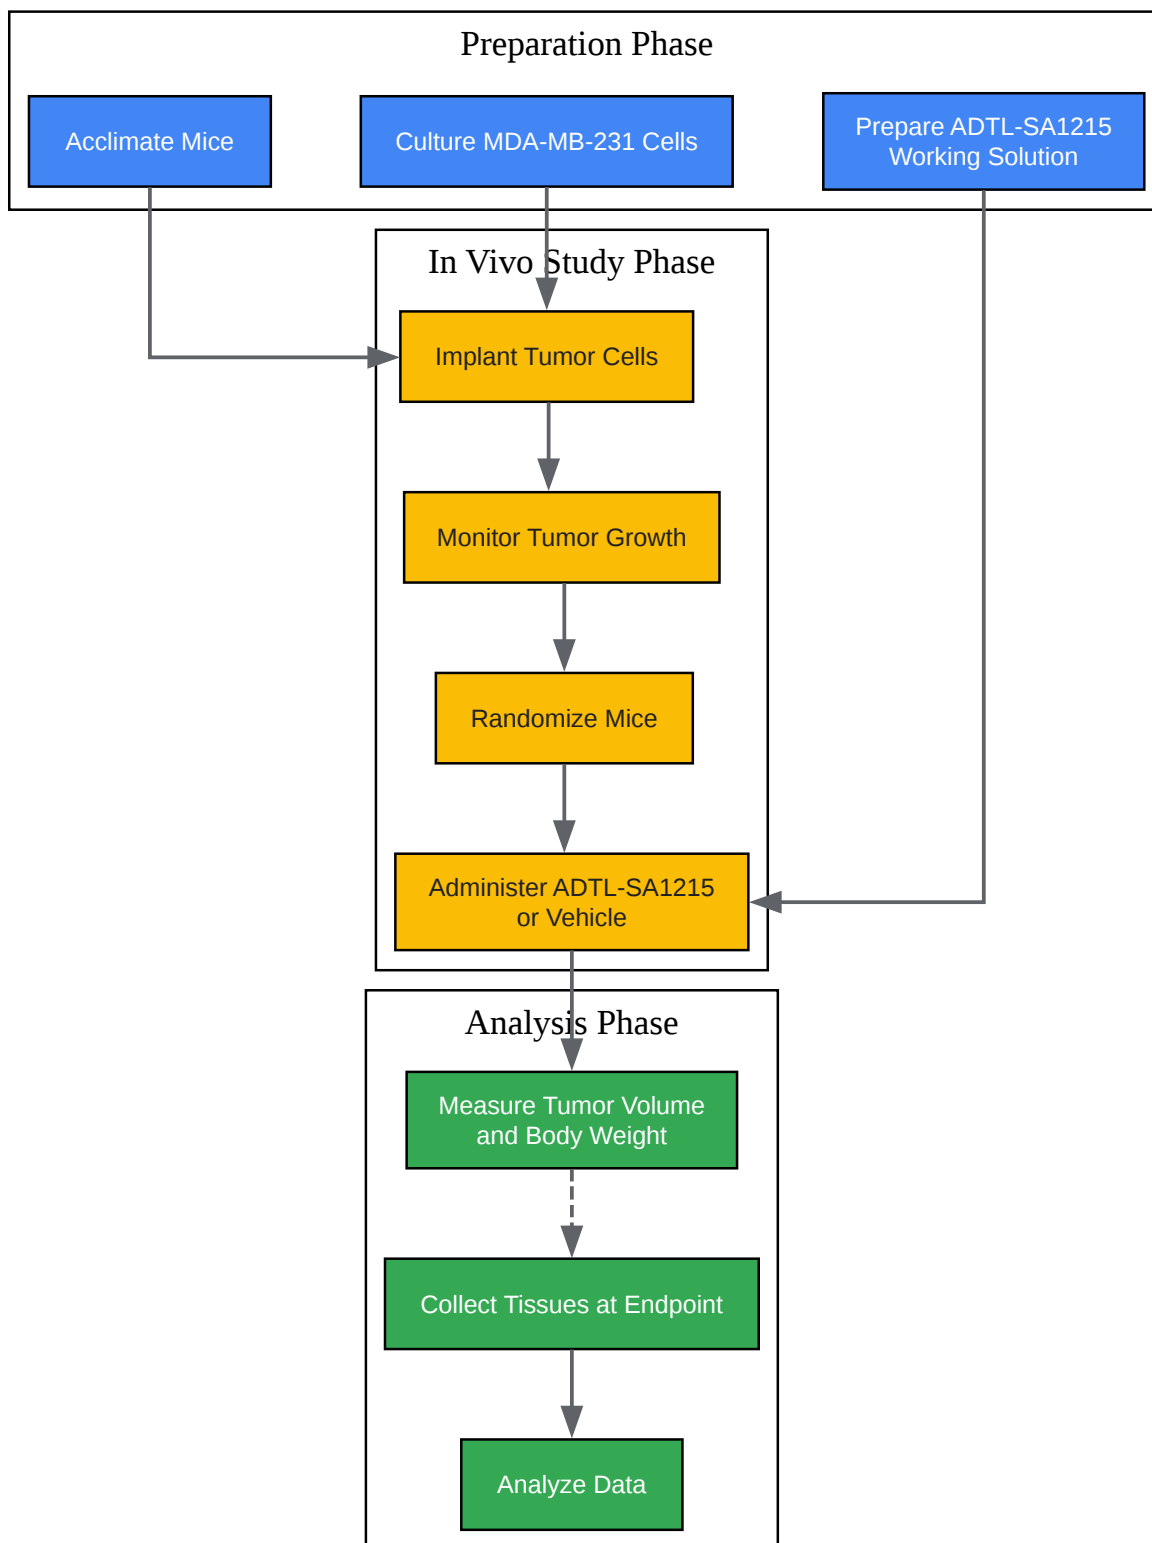 Preparation Phase
Acclimate Mice
Culture MDA-MB-231 Cells
Prepare ADTL-SA1215
Working Solution
In Vivo Study Phase
Implant Tumor Cells
Monitor Tumor Growth
Randomize Mice
Administer ADTL-SA1215
or Vehicle
Analysis Phase
Measure Tumor Volume
and Body Weight
Collect Tissues at Endpoint
Analyze Data